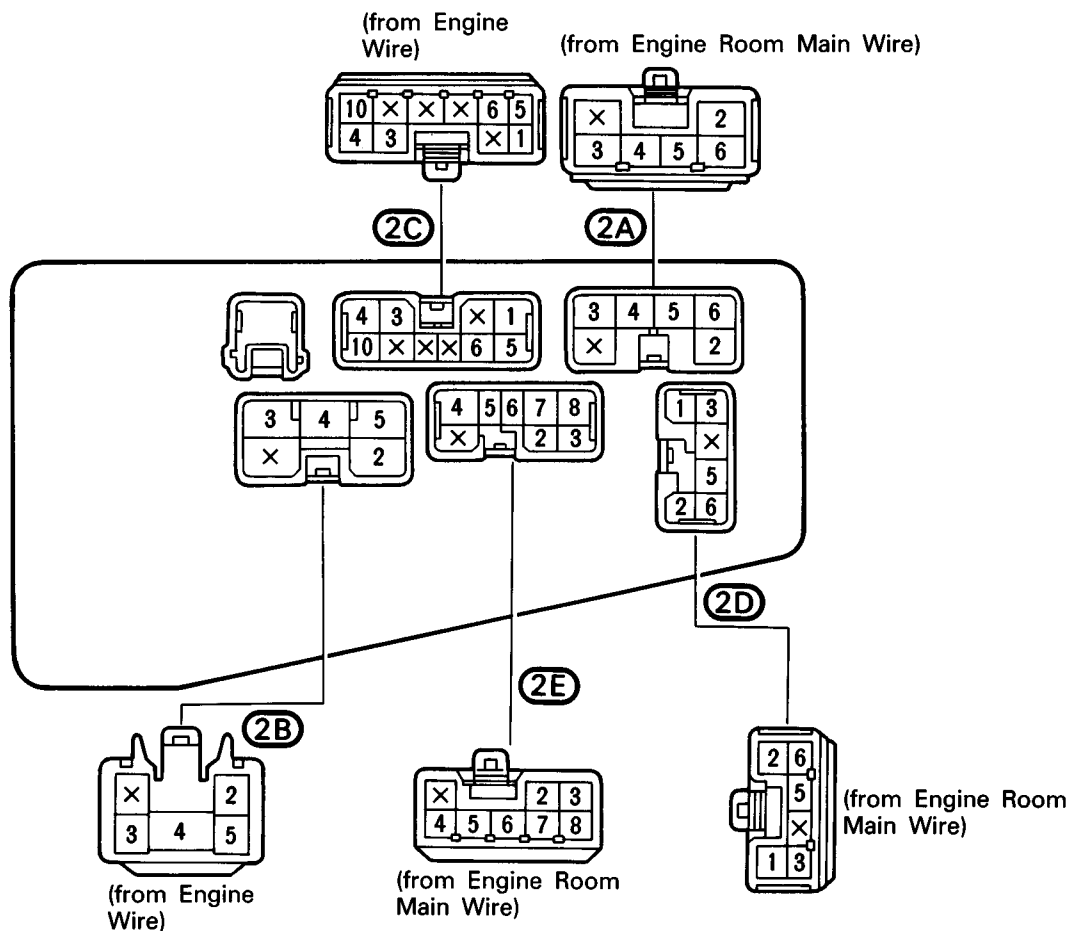 (from Engine
Wire)
(from Engine Room Main Wire)
10 × × × 6 5
4 3 × 1
× 2
3 4 5 6
2C
2A
4 3 × 1
10 × × × 6 5
3 4 5 6
× 2
3 4 5
× 2
4 5 6 7 8
× 2 3
1 3
×
5
2 6
2D
2E
2B
× 2
3 4 5
(from Engine
Wire)
× 2 3
4 5 6 7 8
(from Engine Room
Main Wire)
2 6
5
×
1 3
(from Engine Room
Main Wire)